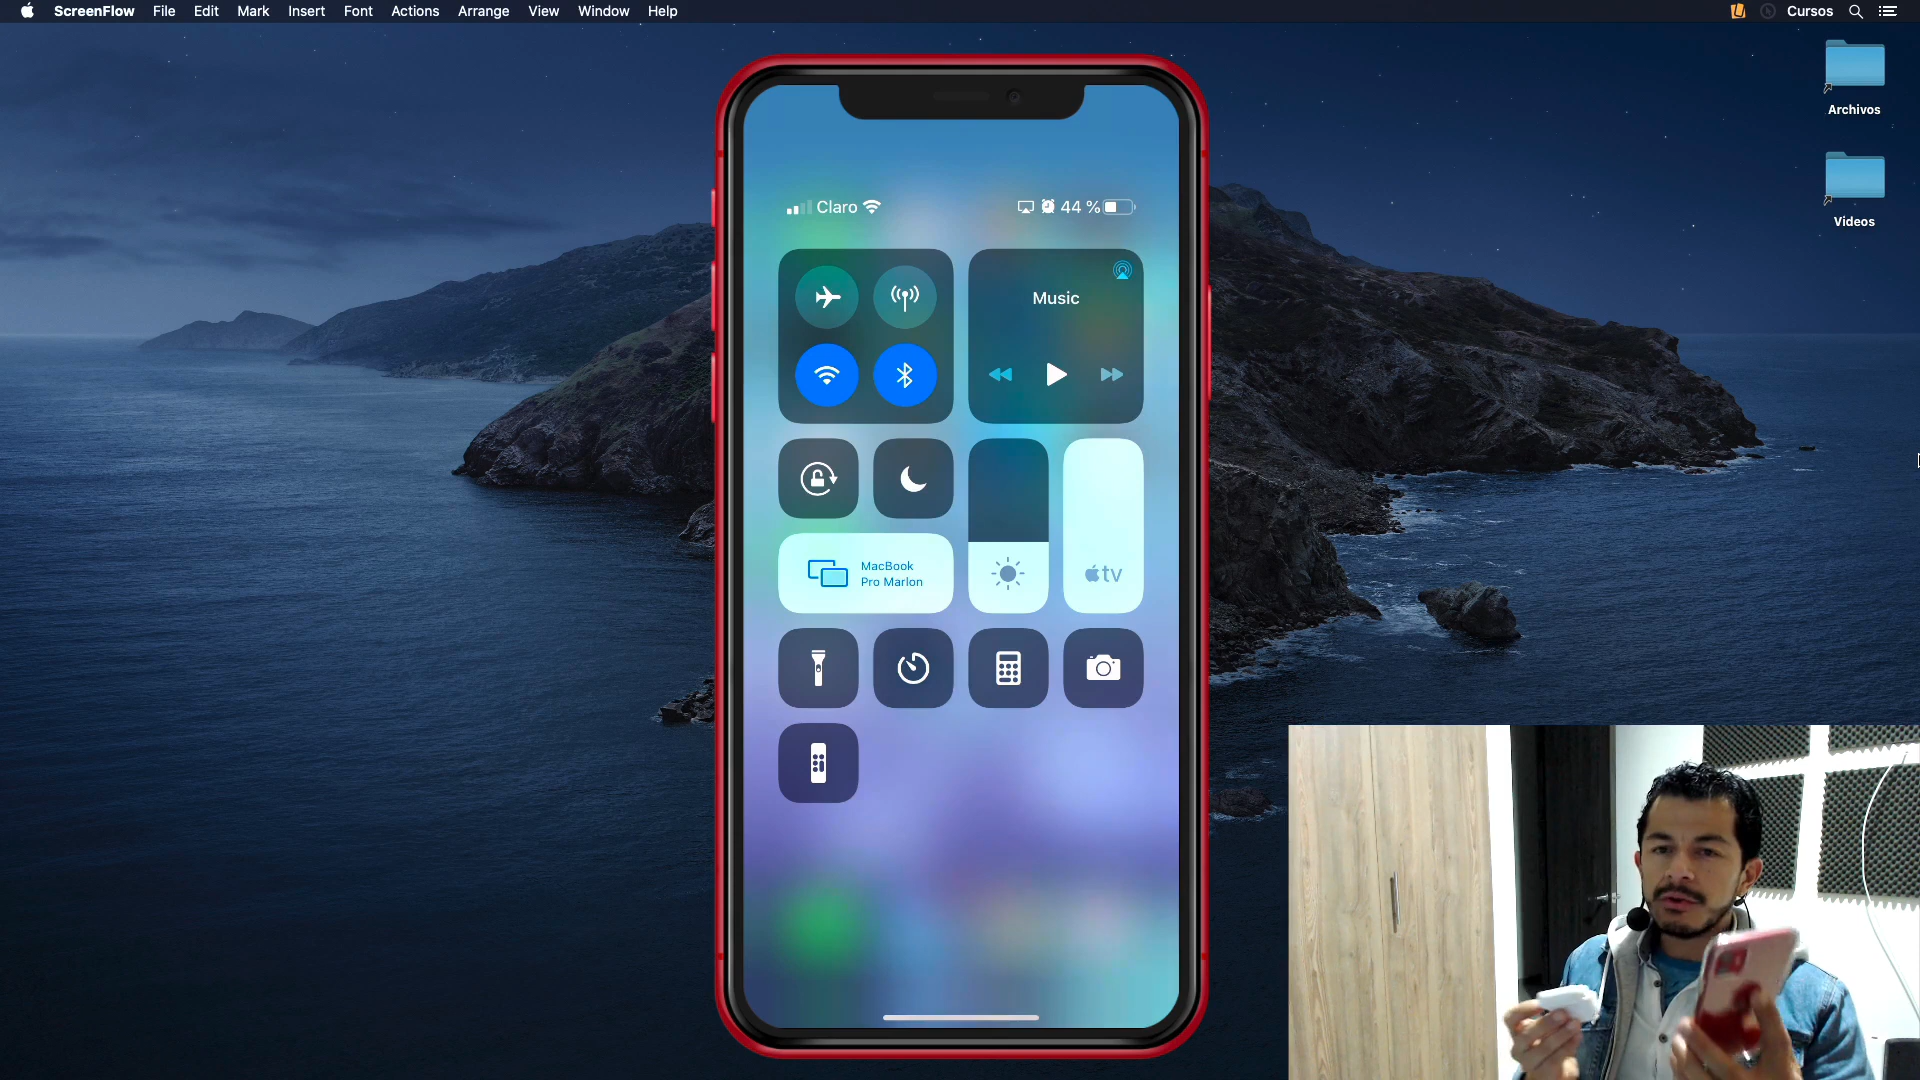 ScreenFlow File Edit Mark Insert Font Actions Arrange View Window Help Cursos
Archivos
Videos
Claro 44 %
Music
MacBook
Pro Marlon
tv